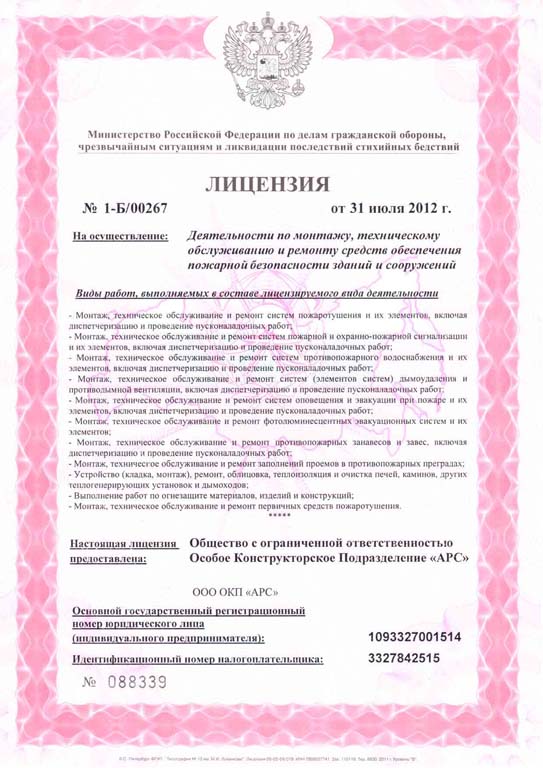 Министерство Российской Федерации по делам гражданской обороны,
чрезвычайным ситуациям и ликвидации последствий стихийных бедствий
ЛИЦЕНЗИЯ
№ 1-Б/00267 от 31 июля 2012 г.
На осуществление: Деятельности по монтажу, техническому
обслуживанию и ремонту средств обеспечения
пожарной безопасности зданий и сооружений
Виды работ, выполняемых в составе лицензируемого вида деятельности
- Монтаж, техническое обслуживание и ремонт систем пожаротушения и их элементов, включая
диспетчеризацию и проведение пусконаладочных работ;
- Монтаж, техническое обслуживание и ремонт систем пожарной и охранно-пожарной сигнализации
и их элементов, включая диспетчеризацию и проведение пусконаладочных работ;
- Монтаж, техническое обслуживание и ремонт систем противопожарного водоснабжения и их
элементов, включая диспетчеризацию и проведение пусконаладочных работ;
- Монтаж, техническое обслуживание и ремонт систем (элементов систем) дымоудаления и
противодымной вентиляции, включая диспетчеризацию и проведение пусконаладочных работ;
- Монтаж, техническое обслуживание и ремонт систем оповещения и эвакуации при пожаре и их
элементов, включая диспетчеризацию и проведение пусконаладочных работ;
- Монтаж, техническое обслуживание и ремонт фотолюминесцентных эвакуационных систем и их
элементов;
- Монтаж, техническое обслуживание и ремонт противопожарных занавесов и завес, включая
диспетчеризацию и проведение пусконаладочных работ;
- Монтаж, техническое обслуживание и ремонт заполнений проемов в противопожарных преградах;
- Устройство (кладка, монтаж), ремонт, облицовка, теплоизоляция и очистка печей, каминов, других
теплогенерирующих установок и дымоходов;
- Выполнение работ по огнезащите материалов, изделий и конструкций;
- Монтаж, техническое обслуживание и ремонт первичных средств пожаротушения.
*****
Настоящая лицензия Общество с ограниченной ответственностью
предоставлена: Особое Конструкторское Подразделение «АРС»
ООО ОКП «АРС»
Основной государственный регистрационный
номер юридического лица
(индивидуального предпринимателя): 1093327001514
Идентификационный номер налогоплательщика: 3327842515
№ 088339